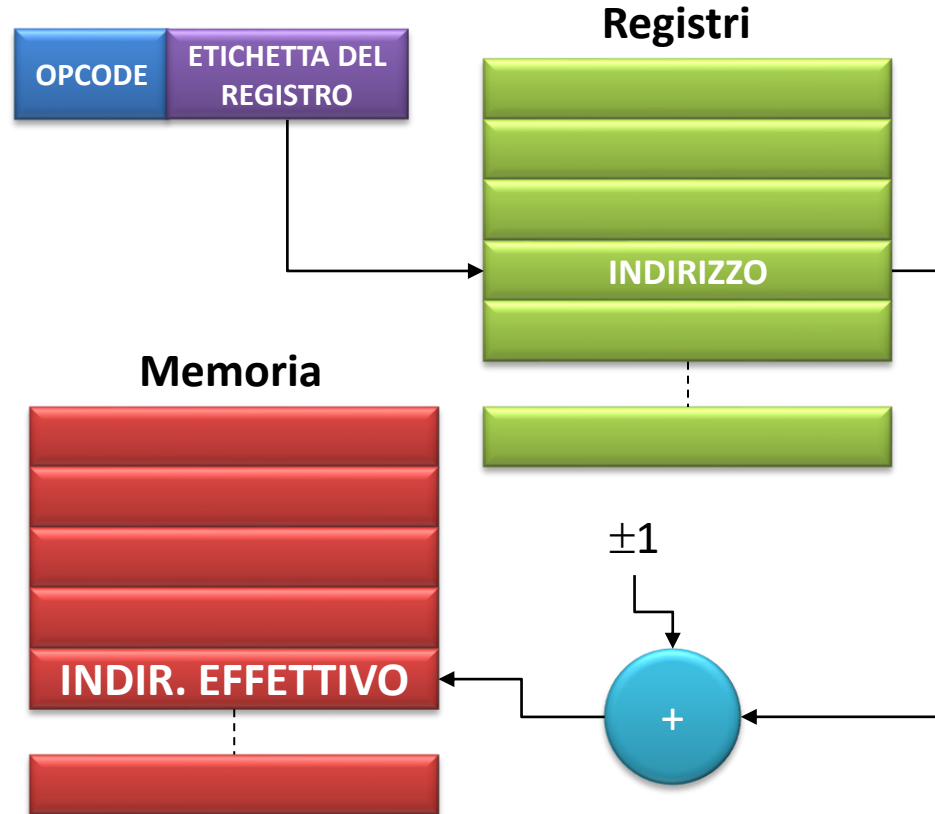 Registri
OPCODE
ETICHETTA DEL
REGISTRO
INDIRIZZO
Memoria
±1
INDIR. EFFETTIVO
+